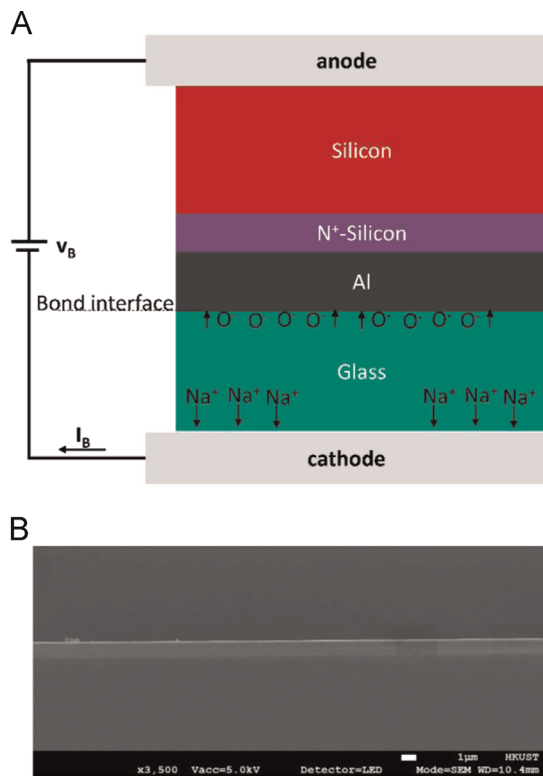 A
anode
Silicon
N⁺-Silicon
V_B
Al
Bond interface
O⁻ O⁻ O⁻ O⁻ O⁻ O⁻ O⁻ O⁻
Glass
Na⁺ Na⁺ Na⁺ Na⁺ Na⁺ Na⁺
I_B
cathode
B
1μm HKUST
x3,500 Vacc=5.0kV Detector=LED Mode=SEM WD=10.4mm